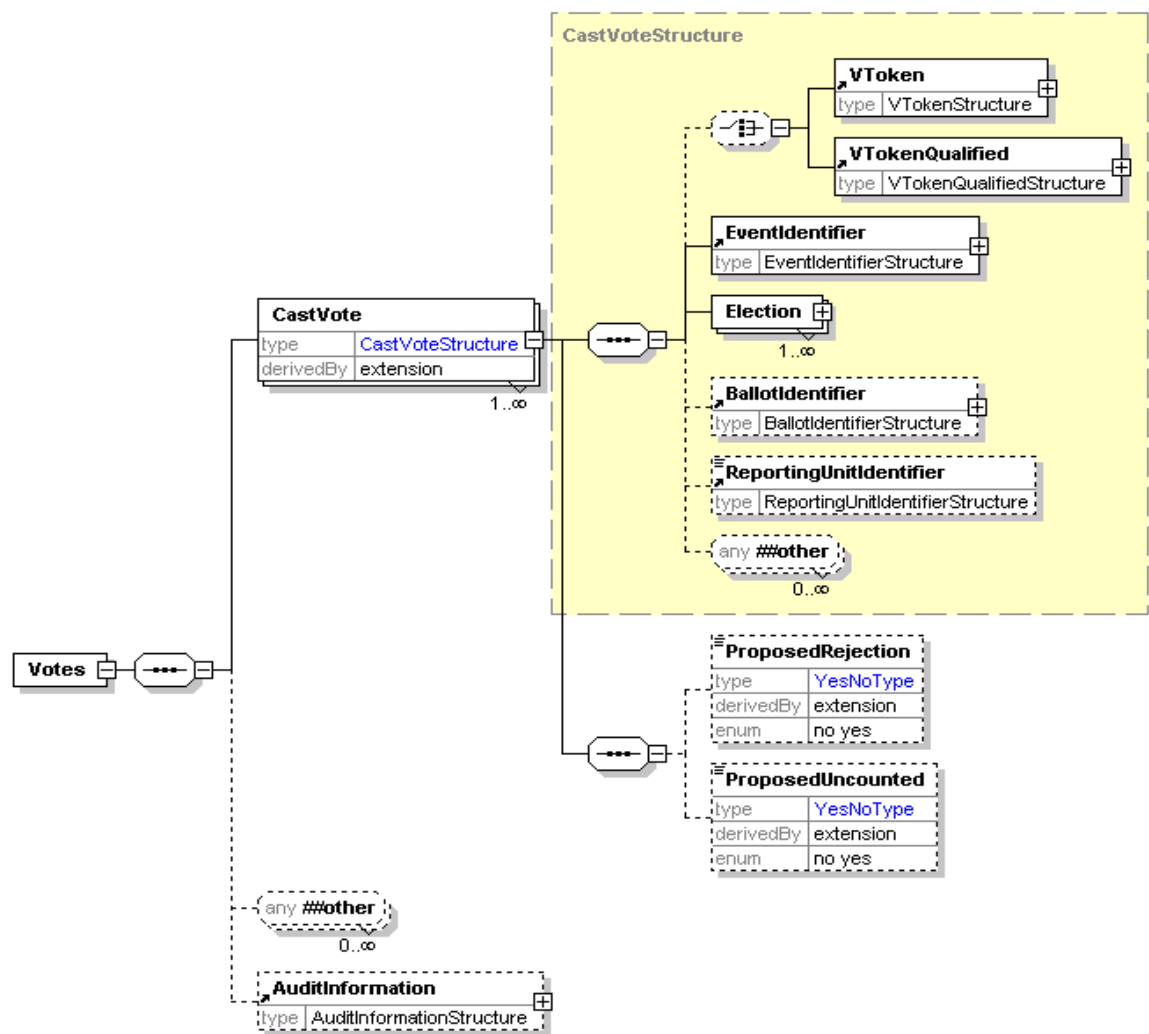 CastVoteStructure
VToken
type VTokenStructure
VTokenQualified
type VTokenQualifiedStructure
EventIdentifier
type EventIdentifierStructure
Election
1..∞
CastVote
type CastVoteStructure
derivedBy extension
1..∞
BallotIdentifier
type BallotIdentifierStructure
ReportingUnitIdentifier
type ReportingUnitIdentifierStructure
any ##other
0..∞
Votes
ProposedRejection
type YesNoType
derivedBy extension
enum no yes
ProposedUncounted
type YesNoType
derivedBy extension
enum no yes
any ##other
0..∞
AuditInformation
type AuditInformationStructure